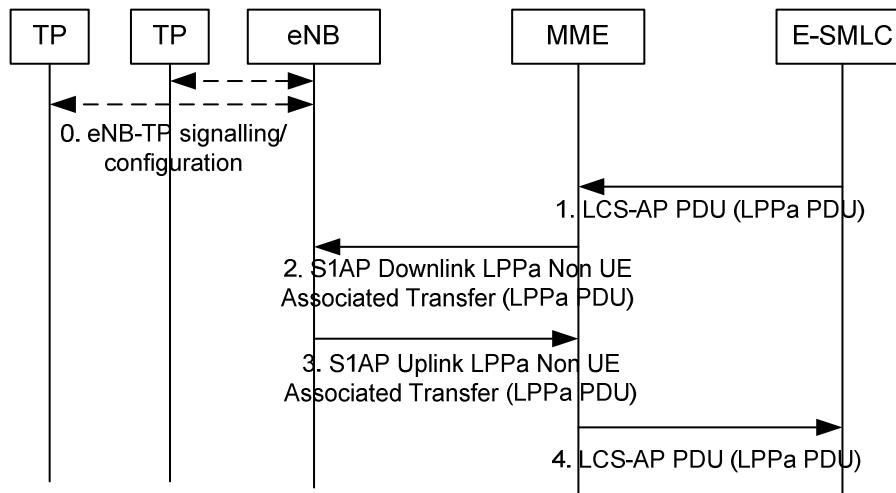 TP
TP
eNB
MME
E-SMLC
0. eNB-TP signalling/
configuration
1. LCS-AP PDU (LPPa PDU)
2. S1AP Downlink LPPa Non UE
Associated Transfer (LPPa PDU)
3. S1AP Uplink LPPa Non UE
Associated Transfer (LPPa PDU)
4. LCS-AP PDU (LPPa PDU)